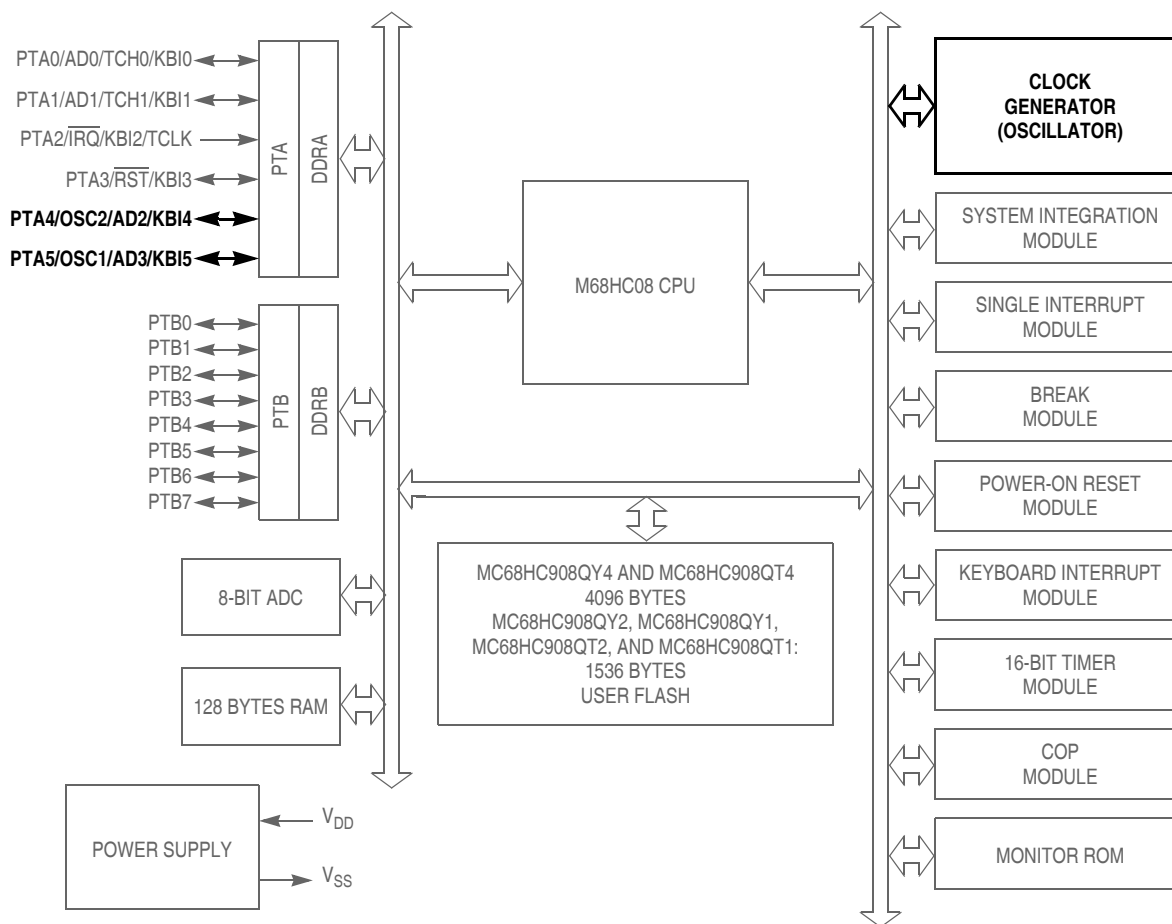 PTA0/AD0/TCH0/KBI0
PTA1/AD1/TCH1/KBI1
PTA2/IRQ/KBI2/TCLK
PTA3/RST/KBI3
PTA4/OSC2/AD2/KBI4
PTA5/OSC1/AD3/KBI5
PTA
DDRA
PTB0
PTB1
PTB2
PTB3
PTB4
PTB5
PTB6
PTB7
PTB
DDRB
8-BIT ADC
128 BYTES RAM
POWER SUPPLY
VDD
VSS
M68HC08 CPU
MC68HC908QY4 AND MC68HC908QT4
4096 BYTES
MC68HC908QY2, MC68HC908QY1,
MC68HC908QT2, AND MC68HC908QT1:
1536 BYTES
USER FLASH
CLOCK
GENERATOR
(OSCILLATOR)
SYSTEM INTEGRATION
MODULE
SINGLE INTERRUPT
MODULE
BREAK
MODULE
POWER-ON RESET
MODULE
KEYBOARD INTERRUPT
MODULE
16-BIT TIMER
MODULE
COP
MODULE
MONITOR ROM